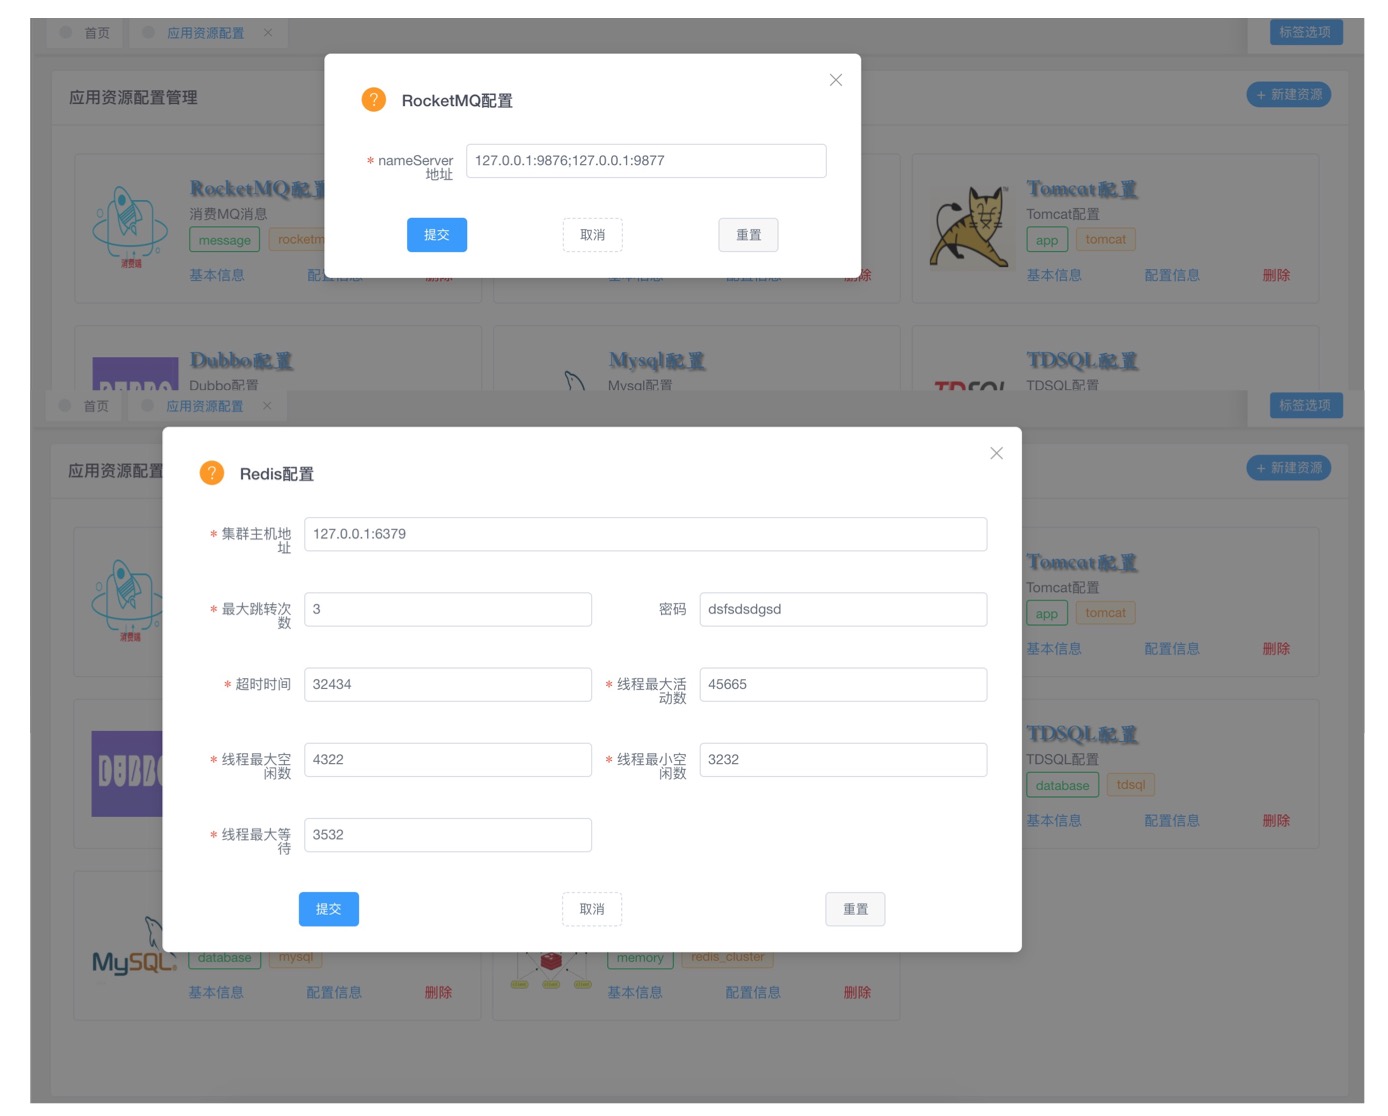 首页
应用资源配置 ×
标签选项
应用资源配置管理
+ 新建资源
RocketMQ配置
* nameServer地址
127.0.0.1:9876;127.0.0.1:9877
提交
取消
重置
RocketMQ配置
消费MQ消息
message
rocketm
清费端
基本信息
配置信息
删除
基本信息
配置信息
删除
Tomcat配置
Tomcat配置
app
tomcat
基本信息
配置信息
删除
Dubbo配置
Dubbo配置
Mysql配置
Mysql配置
TDSQL配置
TDSQL配置
首页
应用资源配置 ×
标签选项
应用资源配置
+ 新建资源
Redis配置
* 集群主机地址
127.0.0.1:6379
* 最大跳转次数
3
密码
dsfsdsdgsd
* 超时时间
32434
* 线程最大活动数
45665
* 线程最大空闲数
4322
* 线程最小空闲数
3232
* 线程最大等待
3532
提交
取消
重置
清费端
Tomcat配置
Tomcat配置
app
tomcat
基本信息
配置信息
删除
DUBBO
TDSQL配置
TDSQL配置
database
tdsql
基本信息
配置信息
删除
MySQL
database
mysql
基本信息
配置信息
删除
memory
redis_cluster
基本信息
配置信息
删除